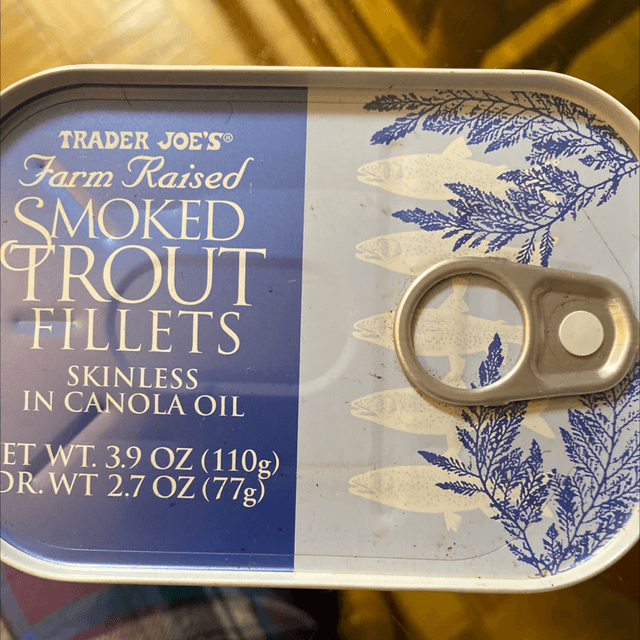 TRADER JOE'S®
Farm Raised
SMOKED
TROUT
FILLETS
SKINLESS
IN CANOLA OIL
ET WT. 3.9 OZ (110g)
DR. WT 2.7 OZ (77g)